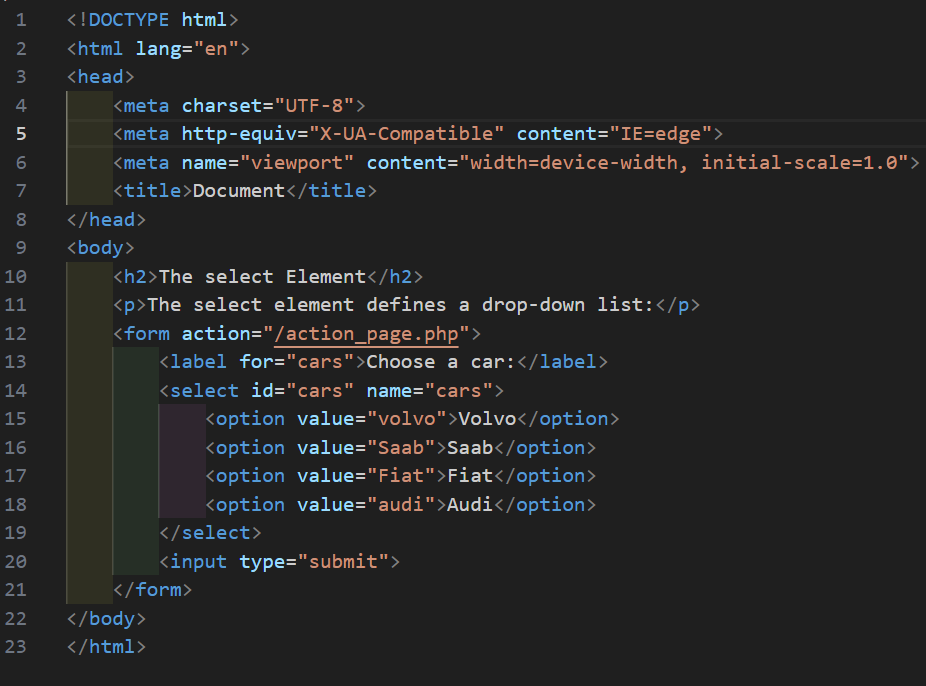 1 <!DOCTYPE html>
2 <html lang="en">
3 <head>
4     <meta charset="UTF-8">
5     <meta http-equiv="X-UA-Compatible" content="IE=edge">
6     <meta name="viewport" content="width=device-width, initial-scale=1.0">
7     <title>Document</title>
8 </head>
9 <body>
10     <h2>The select Element</h2>
11     <p>The select element defines a drop-down list:</p>
12     <form action="/action_page.php">
13         <label for="cars">Choose a car:</label>
14         <select id="cars" name="cars">
15             <option value="volvo">Volvo</option>
16             <option value="Saab">Saab</option>
17             <option value="Fiat">Fiat</option>
18             <option value="audi">Audi</option>
19         </select>
20         <input type="submit">
21     </form>
22 </body>
23 </html>